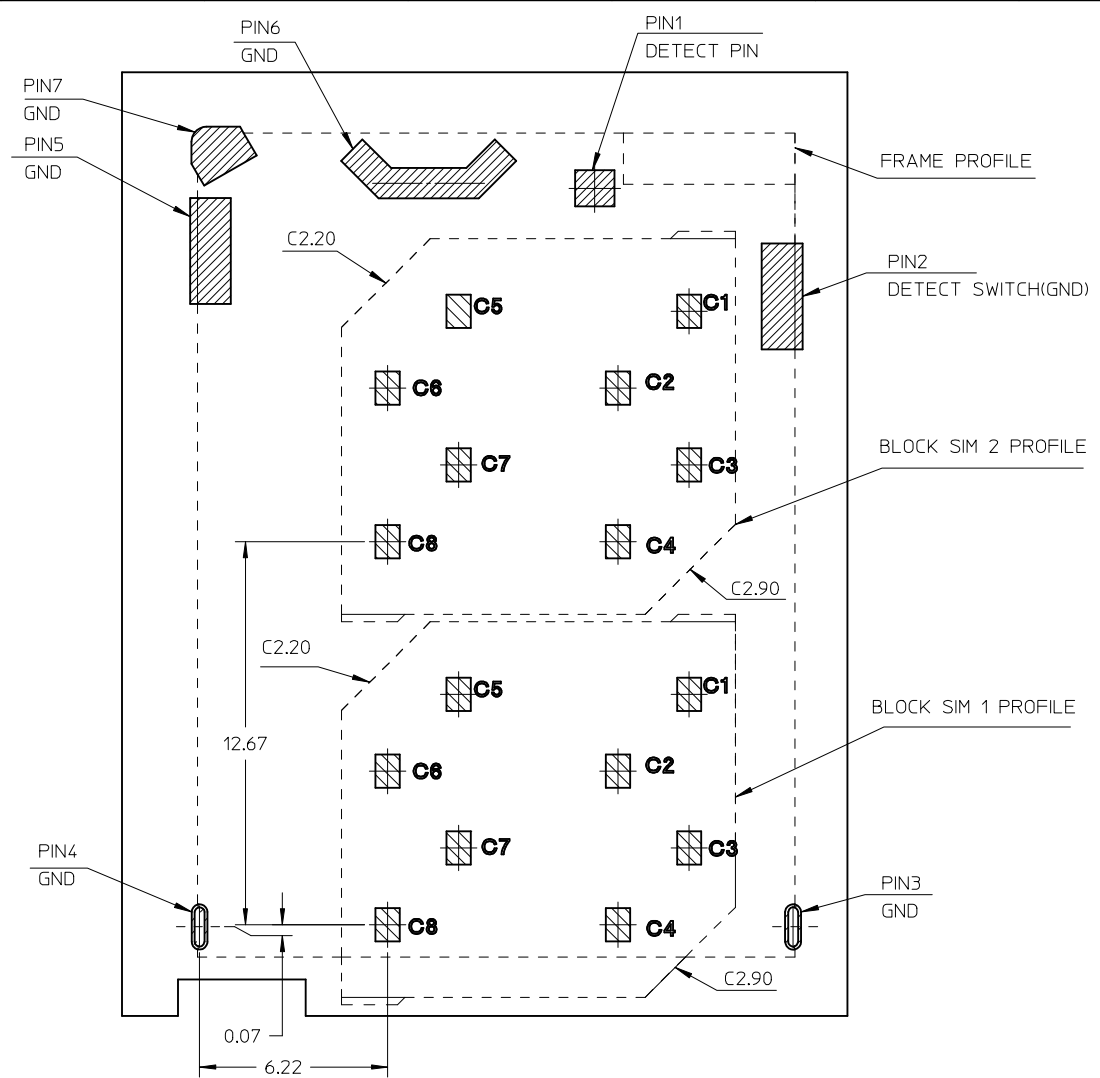 PIN6
GND
PIN1
DETECT PIN
PIN7
GND
PIN5
GND
FRAME PROFILE
C2.20
PIN2
DETECT SWITCH(GND)
C5
C1
C6
C2
C7
C3
BLOCK SIM 2 PROFILE
C8
C4
C2.90
C2.20
C5
C1
BLOCK SIM 1 PROFILE
12.67
C6
C2
C7
C3
PIN4
GND
PIN3
GND
C8
C4
C2.90
0.07
6.22